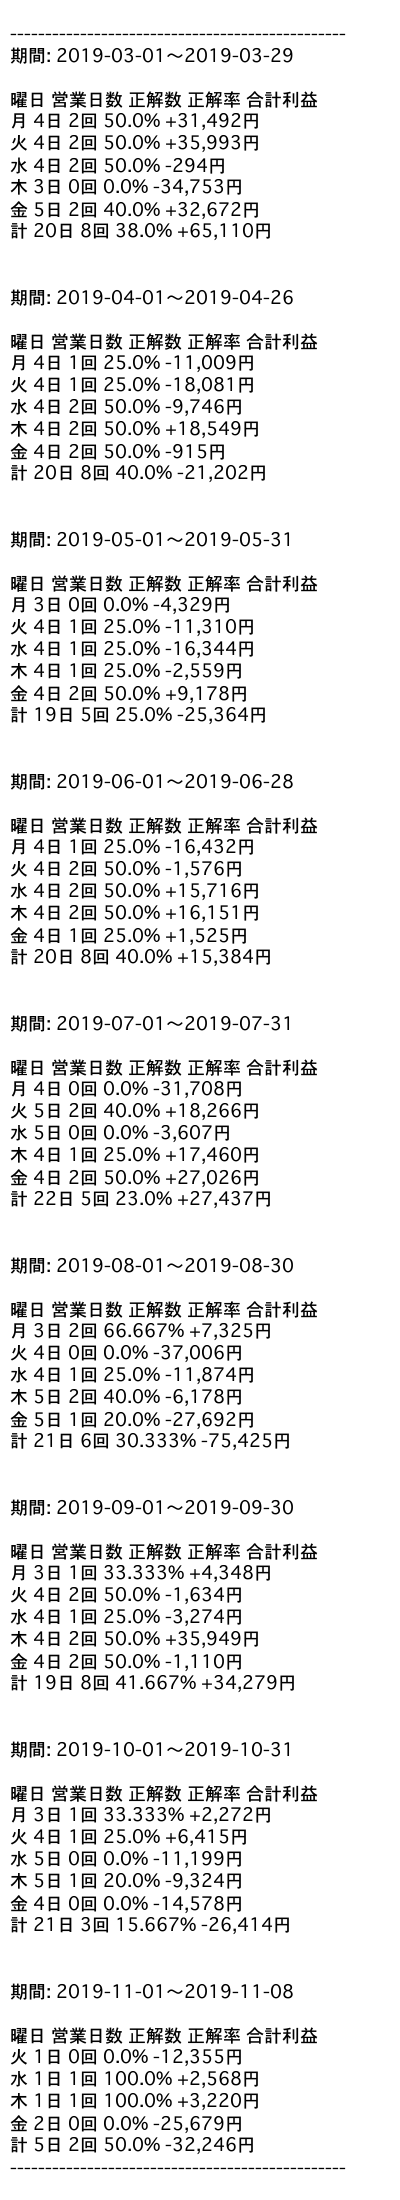 ------------------------------------------------
期間: 2019-03-01〜2019-03-29
曜日 営業日数 正解数 正解率 合計利益
月 4日 2回 50.0% +31,492円
火 4日 2回 50.0% +35,993円
水 4日 2回 50.0% -294円
木 3日 0回 0.0% -34,753円
金 5日 2回 40.0% +32,672円
計 20日 8回 38.0% +65,110円
期間: 2019-04-01〜2019-04-26
曜日 営業日数 正解数 正解率 合計利益
月 4日 1回 25.0% -11,009円
火 4日 1回 25.0% -18,081円
水 4日 2回 50.0% -9,746円
木 4日 2回 50.0% +18,549円
金 4日 2回 50.0% -915円
計 20日 8回 40.0% -21,202円
期間: 2019-05-01〜2019-05-31
曜日 営業日数 正解数 正解率 合計利益
月 3日 0回 0.0% -4,329円
火 4日 1回 25.0% -11,310円
水 4日 1回 25.0% -16,344円
木 4日 1回 25.0% -2,559円
金 4日 2回 50.0% +9,178円
計 19日 5回 25.0% -25,364円
期間: 2019-06-01〜2019-06-28
曜日 営業日数 正解数 正解率 合計利益
月 4日 1回 25.0% -16,432円
火 4日 2回 50.0% -1,576円
水 4日 2回 50.0% +15,716円
木 4日 2回 50.0% +16,151円
金 4日 1回 25.0% +1,525円
計 20日 8回 40.0% +15,384円
期間: 2019-07-01〜2019-07-31
曜日 営業日数 正解数 正解率 合計利益
月 4日 0回 0.0% -31,708円
火 5日 2回 40.0% +18,266円
水 5日 0回 0.0% -3,607円
木 4日 1回 25.0% +17,460円
金 4日 2回 50.0% +27,026円
計 22日 5回 23.0% +27,437円
期間: 2019-08-01〜2019-08-30
曜日 営業日数 正解数 正解率 合計利益
月 3日 2回 66.667% +7,325円
火 4日 0回 0.0% -37,006円
水 4日 1回 25.0% -11,874円
木 5日 2回 40.0% -6,178円
金 5日 1回 20.0% -27,692円
計 21日 6回 30.333% -75,425円
期間: 2019-09-01〜2019-09-30
曜日 営業日数 正解数 正解率 合計利益
月 3日 1回 33.333% +4,348円
火 4日 2回 50.0% -1,634円
水 4日 1回 25.0% -3,274円
木 4日 2回 50.0% +35,949円
金 4日 2回 50.0% -1,110円
計 19日 8回 41.667% +34,279円
期間: 2019-10-01〜2019-10-31
曜日 営業日数 正解数 正解率 合計利益
月 3日 1回 33.333% +2,272円
火 4日 1回 25.0% +6,415円
水 5日 0回 0.0% -11,199円
木 5日 1回 20.0% -9,324円
金 4日 0回 0.0% -14,578円
計 21日 3回 15.667% -26,414円
期間: 2019-11-01〜2019-11-08
曜日 営業日数 正解数 正解率 合計利益
火 1日 0回 0.0% -12,355円
水 1日 1回 100.0% +2,568円
木 1日 1回 100.0% +3,220円
金 2日 0回 0.0% -25,679円
計 5日 2回 50.0% -32,246円
------------------------------------------------